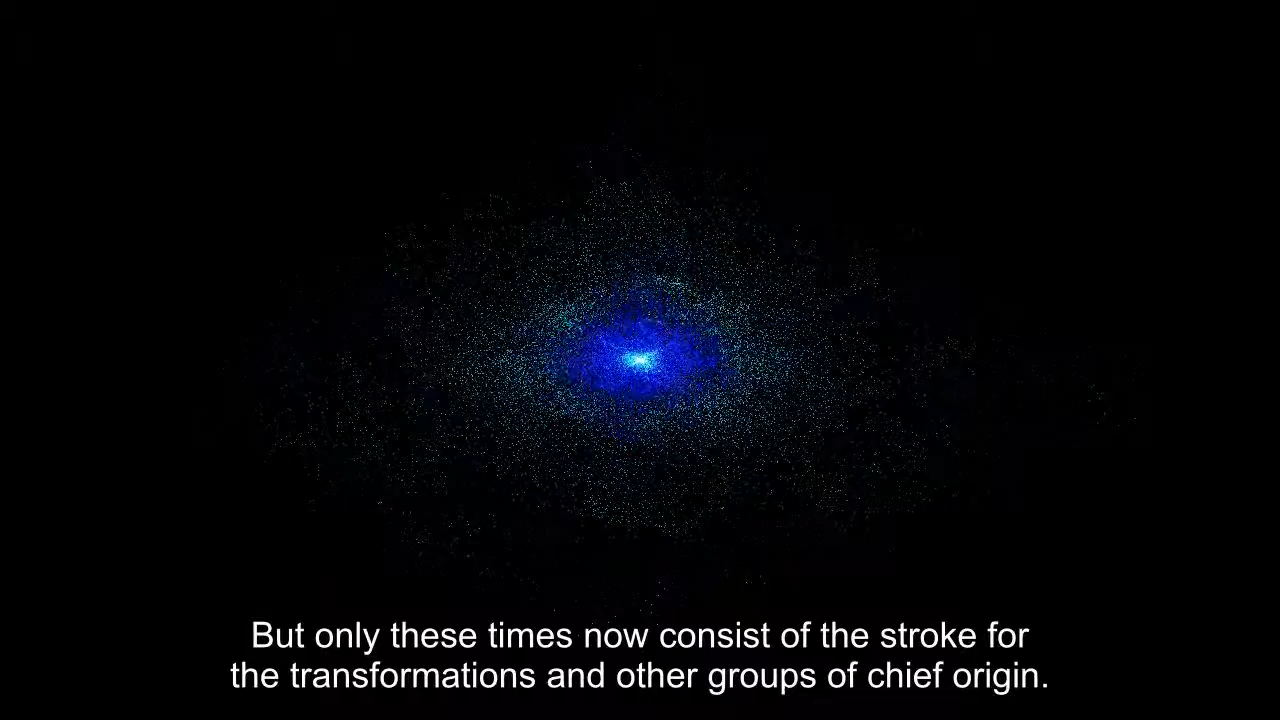 But only these times now consist of the stroke for
the transformations and other groups of chief origin.